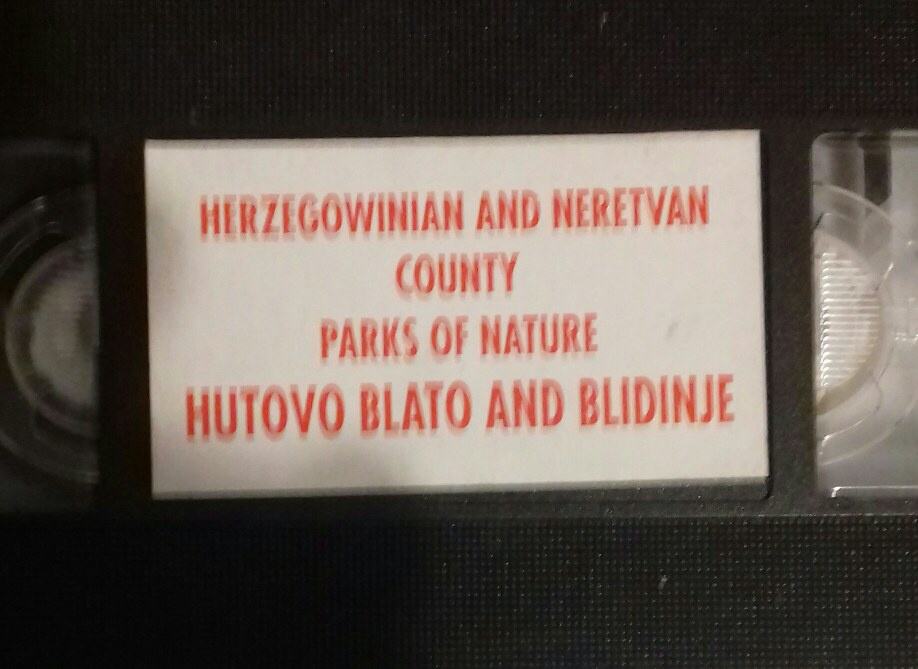 HERZEGOWINIAN AND NERETVAN
COUNTY
PARKS OF NATURE
HUTOVO BLATO AND BLIDINJE